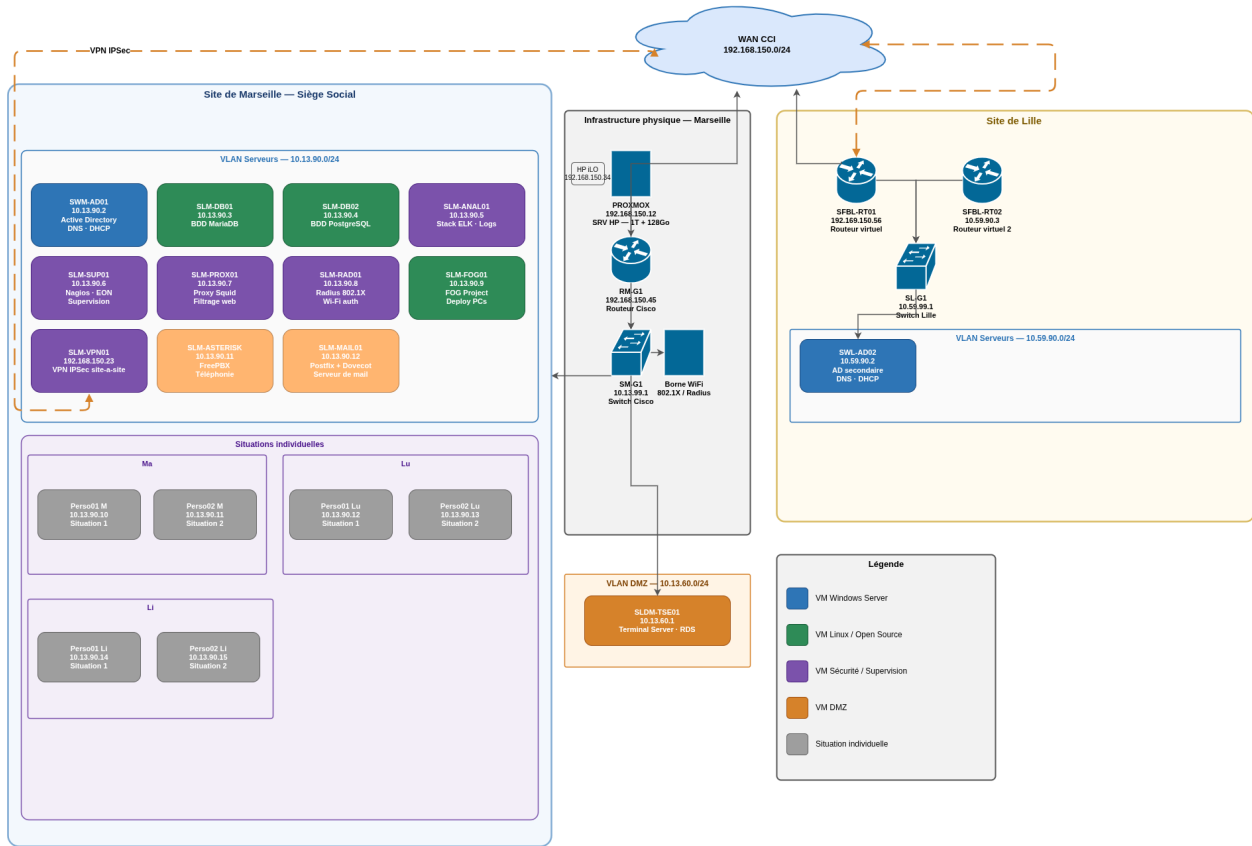 VPN IPSec
WAN CCI
192.168.150.0/24
Site de Marseille — Siège Social
VLAN Serveurs — 10.13.90.0/24
SWM-AD01
10.13.90.2
Active Directory
DNS · DHCP
SLM-DB01
10.13.90.3
BDD MariaDB
SLM-DB02
10.13.90.4
BDD PostgreSQL
SLM-ANAL01
10.13.90.5
Stack ELK · Logs
SLM-SUP01
10.13.90.6
Nagios · EON
Supervision
SLM-PROX01
10.13.90.7
Proxy Squid
Filtrage web
SLM-RAD01
10.13.90.8
Radius 802.1X
Wi-Fi auth
SLM-FOG01
10.13.90.9
FOG Project
Deploy PCs
SLM-VPN01
192.168.150.23
VPN IPSec site-a-site
SLM-ASTERISK
10.13.90.11
FreePBX
Téléphonie
SLM-MAIL01
10.13.90.12
Postfix + Dovecot
Serveur de mail
Situations individuelles
Ma
Perso01 M
10.13.90.10
Situation 1
Perso02 M
10.13.90.11
Situation 2
Lu
Perso01 Lu
10.13.90.12
Situation 1
Perso02 Lu
10.13.90.13
Situation 2
Li
Perso01 Li
10.13.90.14
Situation 1
Perso02 Li
10.13.90.15
Situation 2
Infrastructure physique — Marseille
HP iLO
192.168.150.34
PROXMOX
192.168.150.12
SRV HP — 1T + 128Go
RM-G1
192.168.150.45
Routeur Cisco
SM-G1
10.13.99.1
Switch Cisco
Borne WiFi
802.1X / Radius
VLAN DMZ — 10.13.60.0/24
SLDM-TSE01
10.13.60.1
Terminal Server · RDS
Site de Lille
SFBL-RT01
192.169.150.56
Routeur virtuel
SFBL-RT02
10.59.90.3
Routeur virtuel 2
SL-G1
10.59.99.1
Switch Lille
VLAN Serveurs — 10.59.90.0/24
SWL-AD02
10.59.90.2
AD secondaire
DNS · DHCP
Légende
VM Windows Server
VM Linux / Open Source
VM Sécurité / Supervision
VM DMZ
Situation individuelle